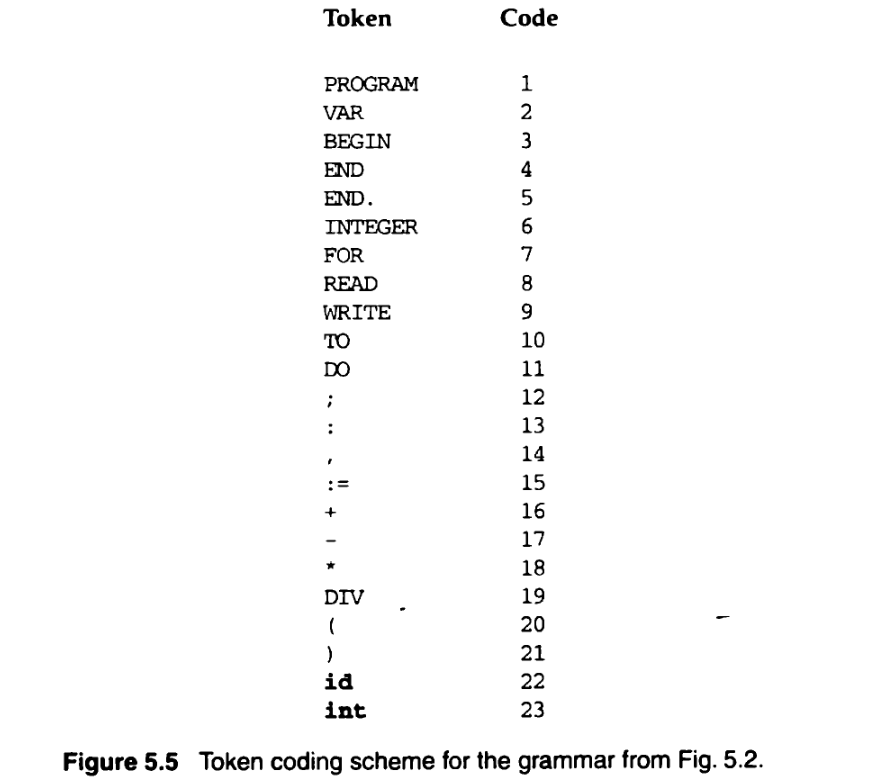 Token Code
PROGRAM 1
VAR 2
BEGIN 3
END 4
END. 5
INTEGER 6
FOR 7
READ 8
WRITE 9
TO 10
DO 11
; 12
: 13
, 14
:= 15
+ 16
- 17
* 18
DIV 19
( 20
) 21
id 22
int 23
Figure 5.5 Token coding scheme for the grammar from Fig. 5.2.